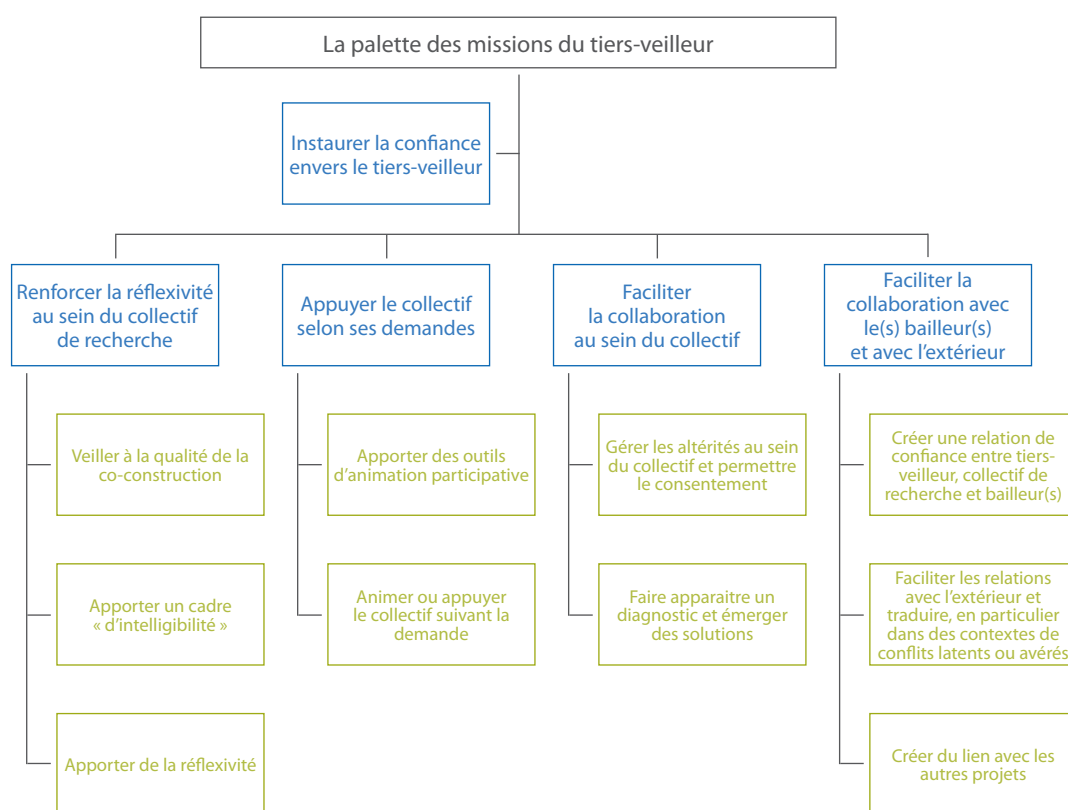 La palette des missions du tiers-veilleur
Instaurer la confiance
envers le tiers-veilleur
Renforcer la réflexivité
au sein du collectif
de recherche
Appuyer le collectif
selon ses demandes
Faciliter
la collaboration
au sein du collectif
Faciliter la
collaboration avec
le(s) bailleur(s)
et avec l’extérieur
Veiller à la qualité de la
co-construction
Apporter des outils
d’animation participative
Gérer les altérités au sein
du collectif et permettre
le consentement
Créer une relation de
confiance entre tiers-
veilleur, collectif de
recherche et bailleur(s)
Apporter un cadre
« d’intelligibilité »
Animer ou appuyer
le collectif suivant la
demande
Faire apparaitre un
diagnostic et émerger
des solutions
Faciliter les relations
avec l’extérieur et
traduire, en particulier
dans des contextes de
conflits latents ou avérés
Apporter de la réflexivité
Créer du lien avec les
autres projets